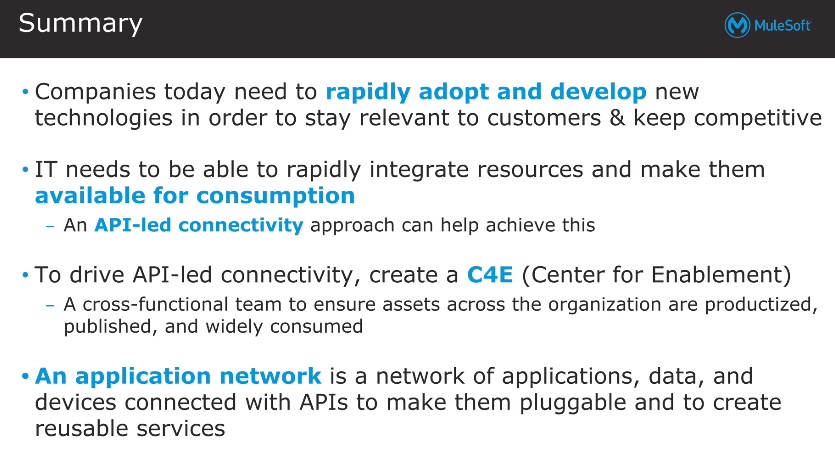 Summary
MuleSoft
• Companies today need to rapidly adopt and develop new
technologies in order to stay relevant to customers & keep competitive
• IT needs to be able to rapidly integrate resources and make them
available for consumption
– An API-led connectivity approach can help achieve this
• To drive API-led connectivity, create a C4E (Center for Enablement)
– A cross-functional team to ensure assets across the organization are productized,
published, and widely consumed
• An application network is a network of applications, data, and
devices connected with APIs to make them pluggable and to create
reusable services